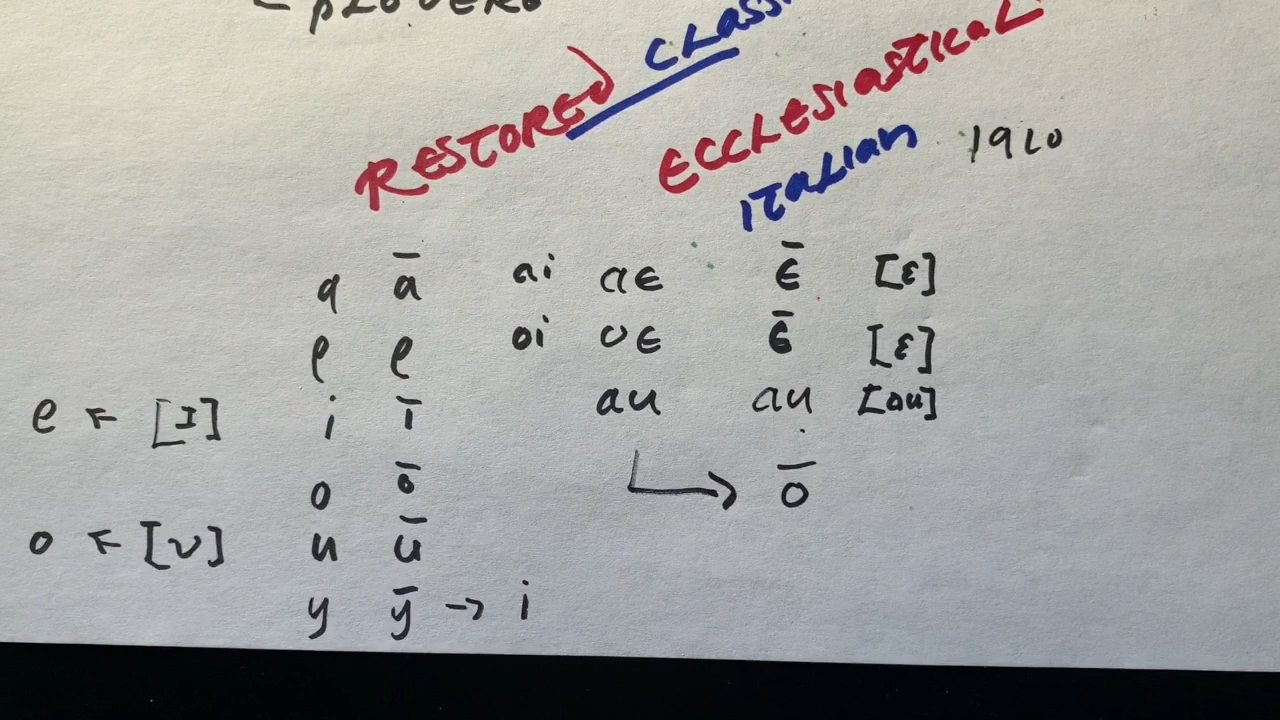 RESTORED
ECCLESIASTICAL
ITALIAN 1910
a ā ai ae ē [ɛ]
e e oi oe ē [ɛ]
e ← [I] i ī au au [au]
o ō → ō
o ← [ʋ] u ū
y ȳ → i